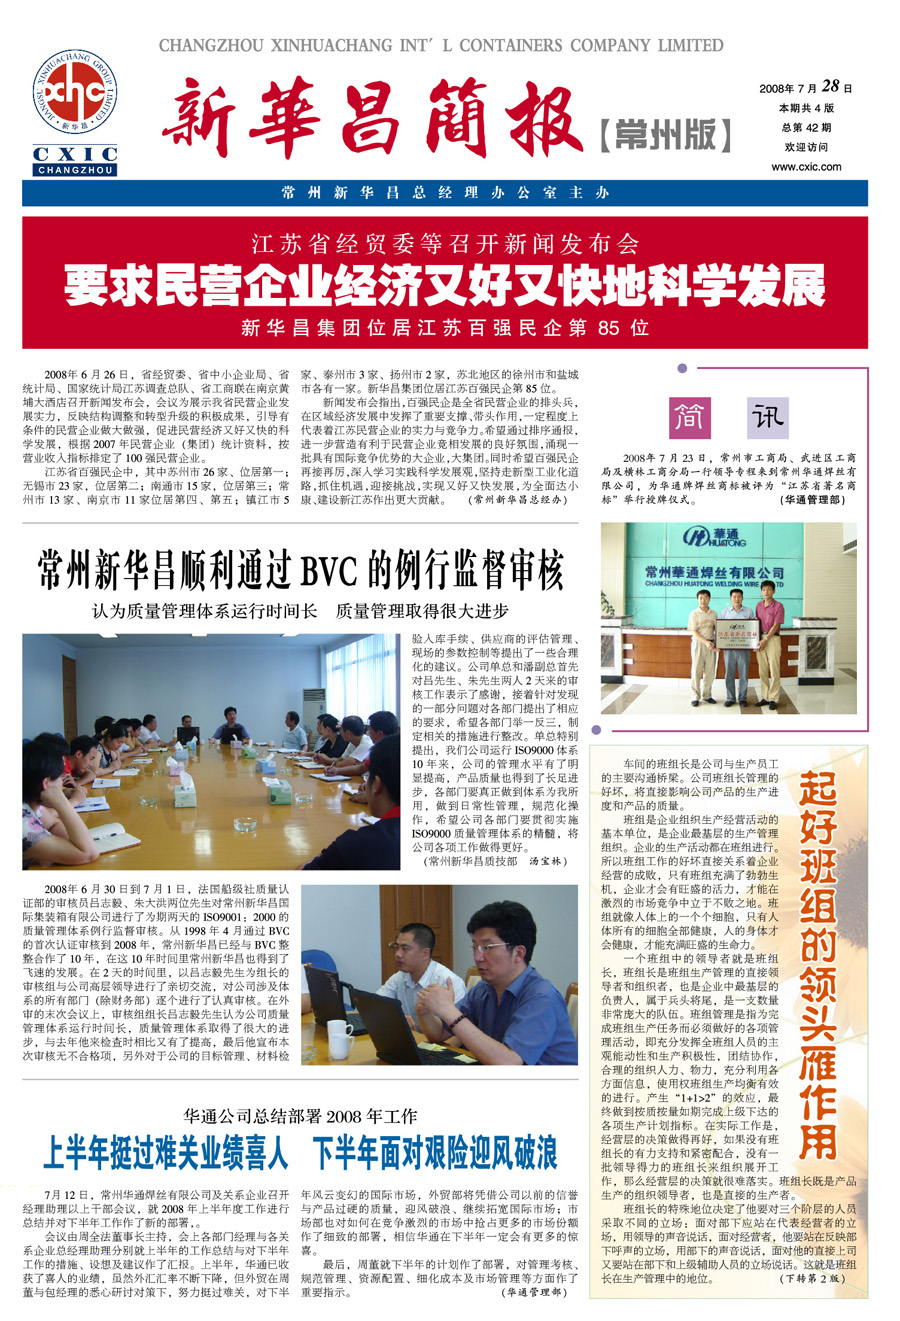 CHANGZHOU XINHUACHANG INT'L CONTAINERS COMPANY LIMITED
JIANGSU XINHUACHANG GROUP LIMITED
xhc
·新华昌·
CXIC
CHANGZHOU
新華昌簡报
【常州版】
2008年7月28日
本期共4版
总第42期
欢迎访问
www.cxic.com
常州新华昌总经理办公室主办
江苏省经贸委等召开新闻发布会
要求民营企业经济又好又快地科学发展
新华昌集团位居江苏百强民企第 85 位
2008年6月26日，省经贸委、省中小企业局、省
统计局、国家统计局江苏调查总队、省工商联在南京黄
埔大酒店召开新闻发布会，会议为展示我省民营企业发
展实力，反映结构调整和转型升级的积极成果，引导有
条件的民营企业做大做强，促进民营经济又好又快的科
学发展，根据2007年民营企业（集团）统计资料，按
营业收入指标排定了100强民营企业。
江苏省百强民企中，其中苏州市26家、位居第一；
无锡市23家，位居第二；南通市15家，位居第三；常
州市13家、南京市11家位居第四、第五；镇江市5
家、泰州市3家、扬州市2家，苏北地区的徐州市和盐城
市各有一家。新华昌集团位居江苏百强民企第85位。
新闻发布会指出，百强民企是全省民营企业的排头兵，
在区域经济发展中发挥了重要支撑、带头作用，一定程度上
代表着江苏民营企业的实力与竞争力。希望通过排序通报，
进一步营造有利于民营企业竞相发展的良好氛围，涌现一
批具有国际竞争优势的大企业，大集团。同时希望百强民企
再接再厉，深入学习实践科学发展观，坚持走新型工业化道
路，抓住机遇，迎接挑战，实现又好又快发展，为全面达小
康、建设新江苏作出更大贡献。 （常州新华昌总经办）
简 讯
2008年7月23日，常州市工商局、武进区工商
局及横林工商分局一行领导专程来到常州华通焊丝有
限公司，为华通牌焊丝商标被评为“江苏省著名商
标”举行授牌仪式。 （华通管理部）
華通
HUATONG
常州華通焊丝有限公司
CHANGZHOU HUATONG WELDING WIRE CO.,LTD
常州新华昌顺利通过BVC的例行监督审核
认为质量管理体系运行时间长 质量管理取得很大进步
2008年6月30日到7月1日，法国船级社质量认
证部的审核员吕志毅、朱大洪两位先生对常州新华昌国
际集装箱有限公司进行了为期两天的ISO9001：2000的
质量管理体系例行监督审核。从1998年4月通过BVC
的首次认证审核到2008年，常州新华昌已经与BVC整
整合作了10年，在这10年时间里常州新华昌也得到了
飞速的发展。在2天的时间里，以吕志毅先生为组长的
审核组与公司高层领导进行了亲切交流，对公司涉及体
系的所有部门（除财务部）逐个进行了认真审核。在外
审的末次会议上，审核组组长吕志毅先生认为公司质量
管理体系运行时间长，质量管理体系取得了很大的进
步，与去年他来检查时相比又有了提高，最后他宣布本
次审核无不合格项，另外对于公司的目标管理、材料检
验入库手续、供应商的评估管理、
现场的参数控制等提出了一些合理
化的建议。公司单总和潘副总首先
对吕先生、朱先生两人2天来的审
核工作表示了感谢，接着针对发现
的一部分问题对各部门提出了相应
的要求，希望各部门举一反三，制
定相关的措施进行整改。单总特别
提出，我们公司运行ISO9000体系
10年来，公司的管理水平有了明
显提高，产品质量也得到了长足进
步，各部门要真正做到体系为我所
用，做到日常性管理，规范化操
作，希望公司各部门要贯彻实施
ISO9000质量管理体系的精髓，将
公司各项工作做得更好。
（常州新华昌质技部 汤宝林）
华通公司总结部署2008年工作
上半年挺过难关业绩喜人 下半年面对艰险迎风破浪
7月12日，常州华通焊丝有限公司及关系企业召开
经理助理以上干部会议，就2008年上半年度工作进行
总结并对下半年工作作了新的部署，。
会议由周全法董事长主持，会上各部门经理与各关
系企业总经理助理分别就上半年的工作总结与对下半年
工作的措施、设想及建议作了汇报。上半年，华通已收
获了喜人的业绩，虽然外汇汇率不断下降，但外贸在周
董与包经理的悉心研讨对策下，努力挺过难关，对下半
年风云变幻的国际市场，外贸部将凭借公司以前的信誉
与产品过硬的质量，迎风破浪、继续拓宽国际市场；市
场部也对如何在竞争激烈的市场中抢占更多的市场份额
作了细致的部署，相信华通在下半年一定会有更多的惊
喜。
最后，周董就下半年的计划作了部署，对管理考核、
规范管理、资源配置、细化成本及市场管理等方面作了
重要指示。 （华通管理部）
起好班组的领头雁作用
车间的班组长是公司与生产员工
的主要沟通桥梁。公司班组长管理的
好坏，将直接影响公司产品的生产进
度和产品的质量。
班组是企业组织生产经营活动的
基本单位，是企业最基层的生产管理
组织。企业的生产活动都在班组进行。
所以班组工作的好坏直接关系着企业
经营的成败，只有班组充满了勃勃生
机，企业才会有旺盛的活力，才能在
激烈的市场竞争中立于不败之地。班
组就像人体上的一个个细胞，只有人
体所有的细胞全部健康，人的身体才
会健康，才能充满旺盛的生命力。
一个班组中的领导者就是班组
长，班组长是班组生产管理的直接领
导者和组织者，也是企业中最基层的
负责人，属于兵头将尾，是一支数量
非常庞大的队伍。班组管理是指为完
成班组生产任务而必须做好的各项管
理活动，即充分发挥全班组人员的主
观能动性和生产积极性，团结协作，
合理的组织人力、物力，充分利用各
方面信息，使用权班组生产均衡有效
的进行。产生“1+1>2”的效应，最
终做到按质按量如期完成上级下达的
各项生产计划指标。在实际工作是，
经营层的决策做得再好，如果没有班
组长的有力支持和紧密配合，没有一
批领导得力的班组长来组织展开工
作，那么经营层的决策就很难落实。班组长既是产品
生产的组织领导者，也是直接的生产者。
班组长的特殊地位决定了他要对三个阶层的人员
采取不同的立场；面对部下应站在代表经营者的立
场，用领导的声音说话，面对经营者，他要站在反映部
下呼声的立场，用部下的声音说话，面对他的直接上司
又要站在部下和上级辅助人员的立场说话。这就是班组
长在生产管理中的地位。 （下转第2版）